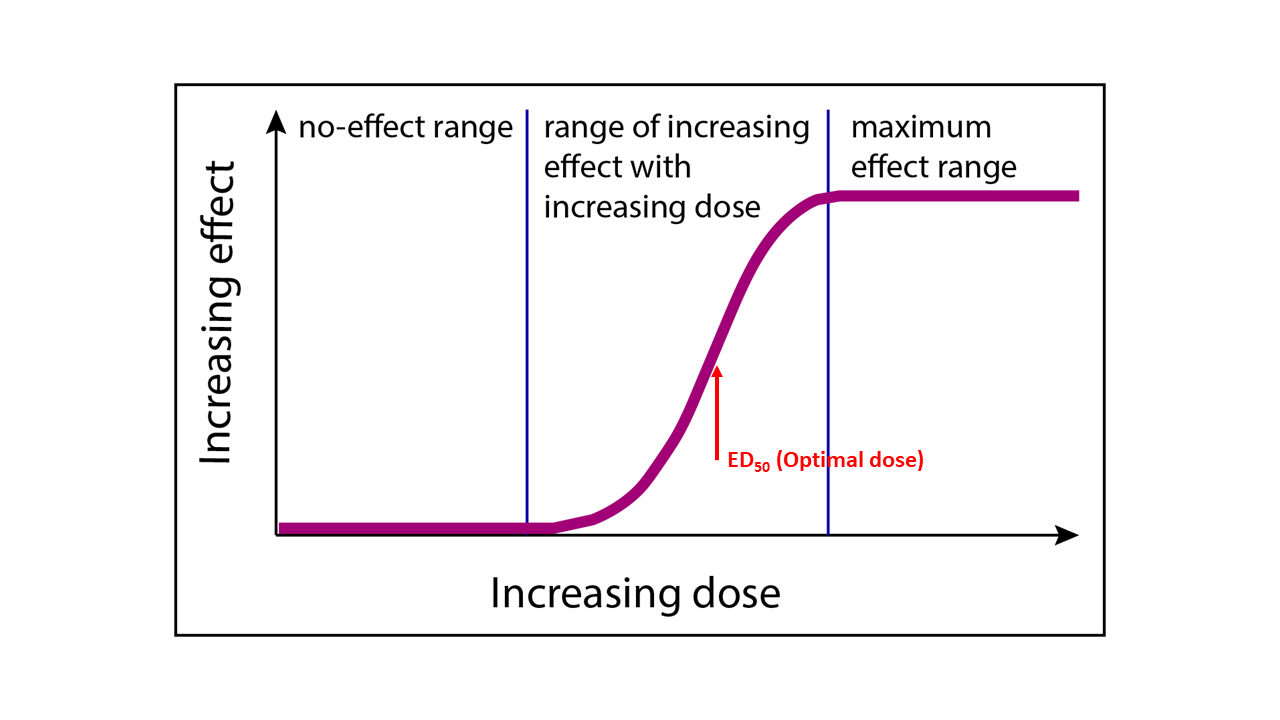 no-effect range
range of increasing
effect with
increasing dose
maximum
effect range
Increasing effect
ED50 (Optimal dose)
Increasing dose